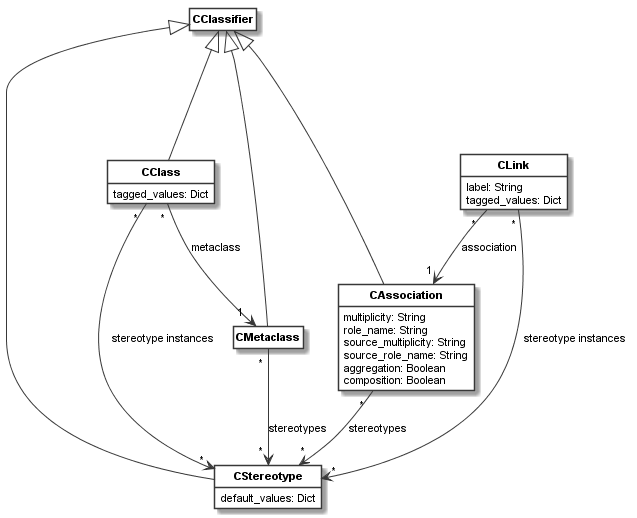 CClassifier
CClass
tagged_values: Dict
CLink
label: String
tagged_values: Dict
*
*
*
*
metaclass
association
1
CAssociation
multiplicity: String
role_name: String
source_multiplicity: String
source_role_name: String
aggregation: Boolean
composition: Boolean
1
CMetaclass
stereotype instances
stereotype instances
*
*
stereotypes
stereotypes
*
*
*
*
CStereotype
default_values: Dict